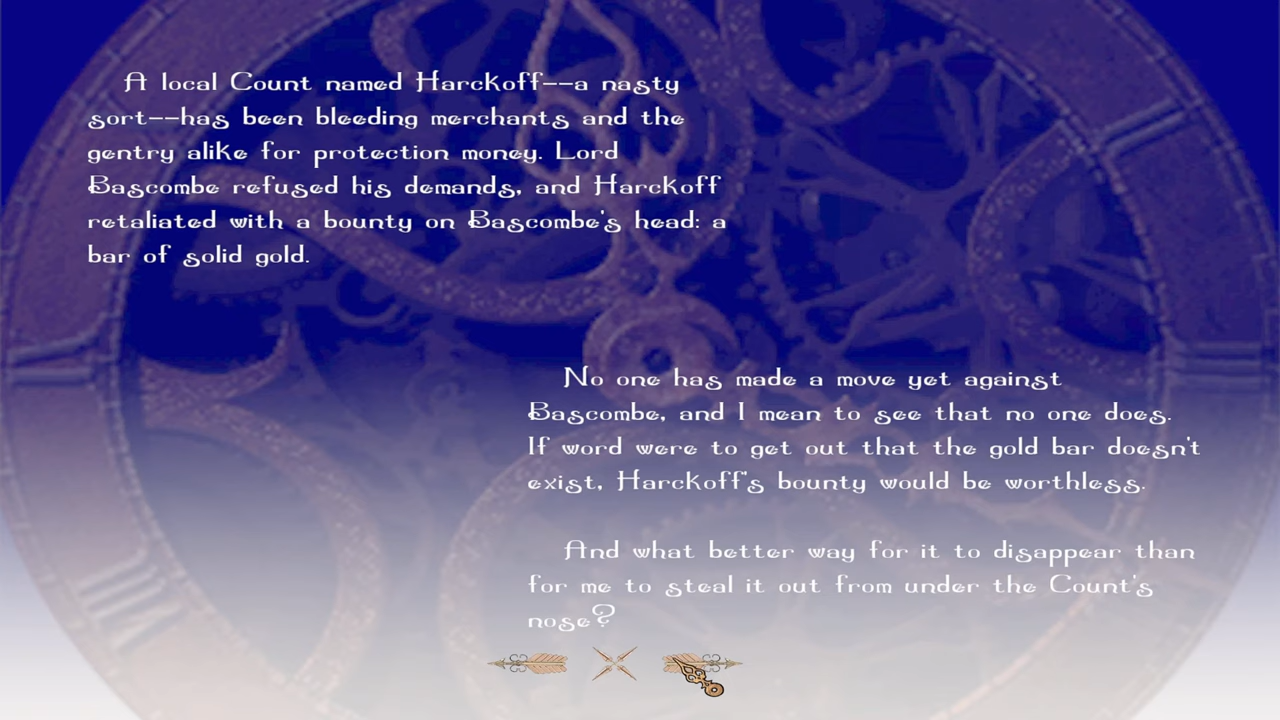 A local Count named Harckoff--a nasty
sort--has been bleeding merchants and the
gentry alike for protection money. Lord
Bascombe refused his demands, and Harckoff
retaliated with a bounty on Bascombe's head: a
bar of solid gold.
No one has made a move yet against
Bascombe, and I mean to see that no one does.
If word were to get out that the gold bar doesn't
exist, Harckoff's bounty would be worthless.
And what better way for it to disappear than
for me to steal it out from under the Count's
nose?